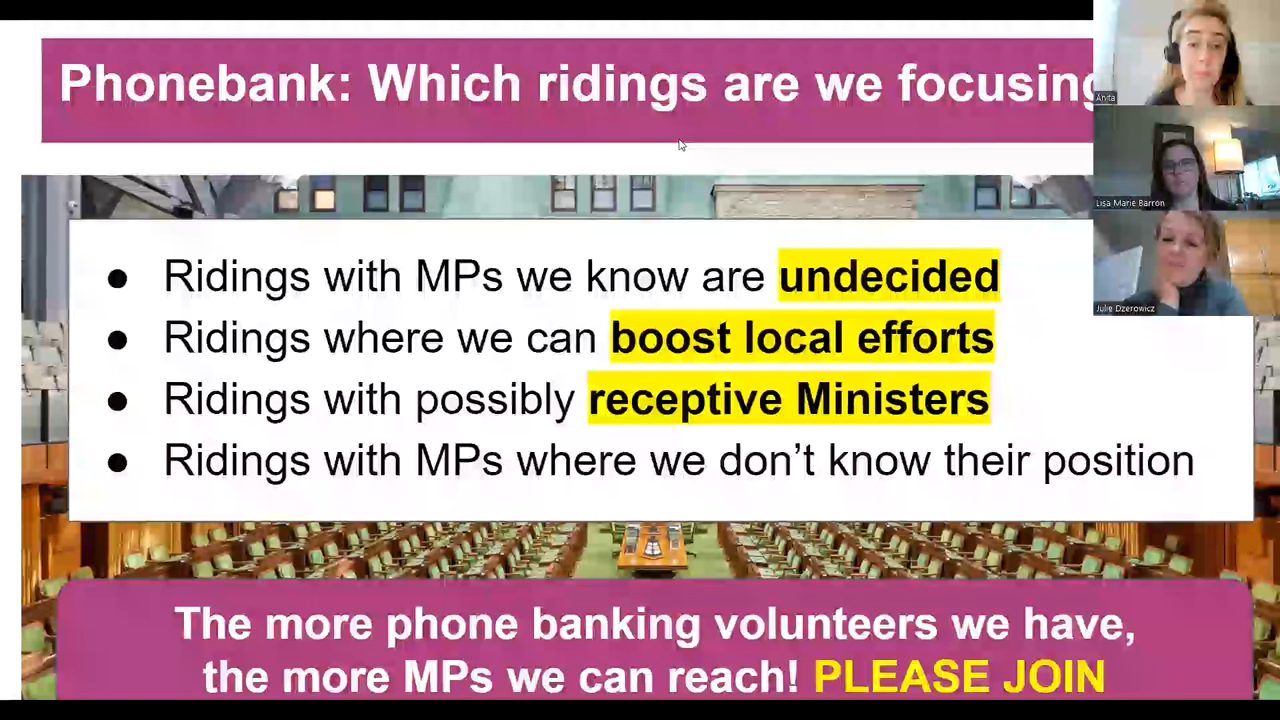 Phonebank: Which ridings are we focusing
Anita
Lisa Marie Barron
Julie Dzerowicz
● Ridings with MPs we know are undecided
● Ridings where we can boost local efforts
● Ridings with possibly receptive Ministers
● Ridings with MPs where we don’t know their position
The more phone banking volunteers we have,
the more MPs we can reach! PLEASE JOIN